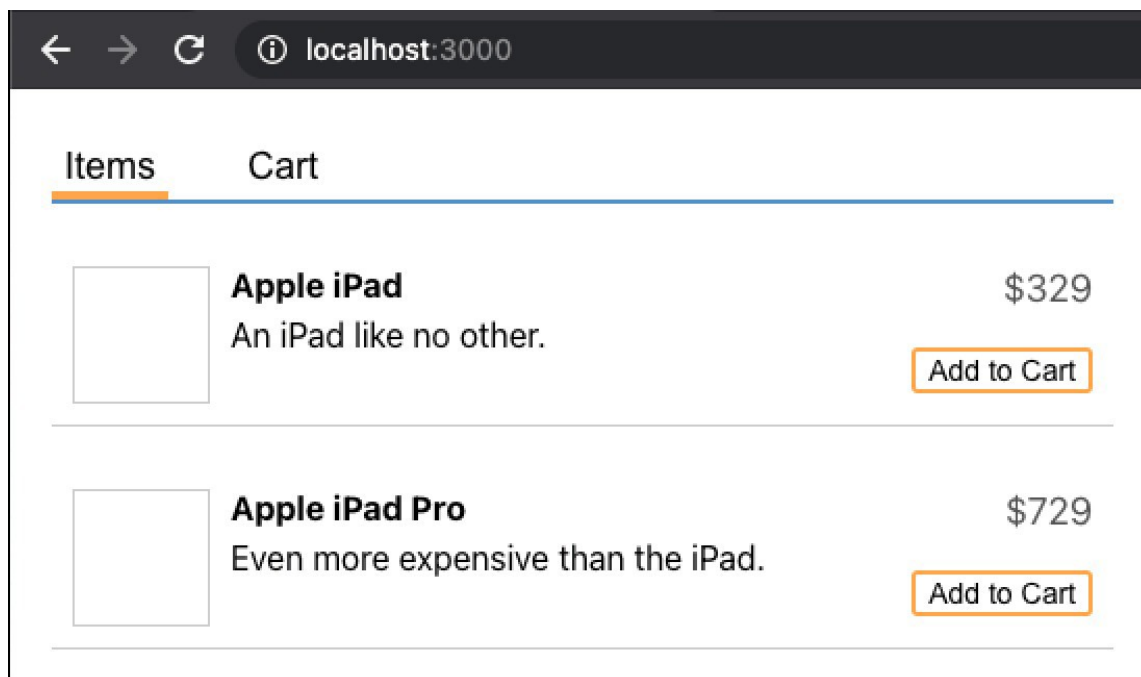 localhost:3000
Items Cart
Apple iPad $329
An iPad like no other.
Add to Cart
Apple iPad Pro $729
Even more expensive than the iPad.
Add to Cart